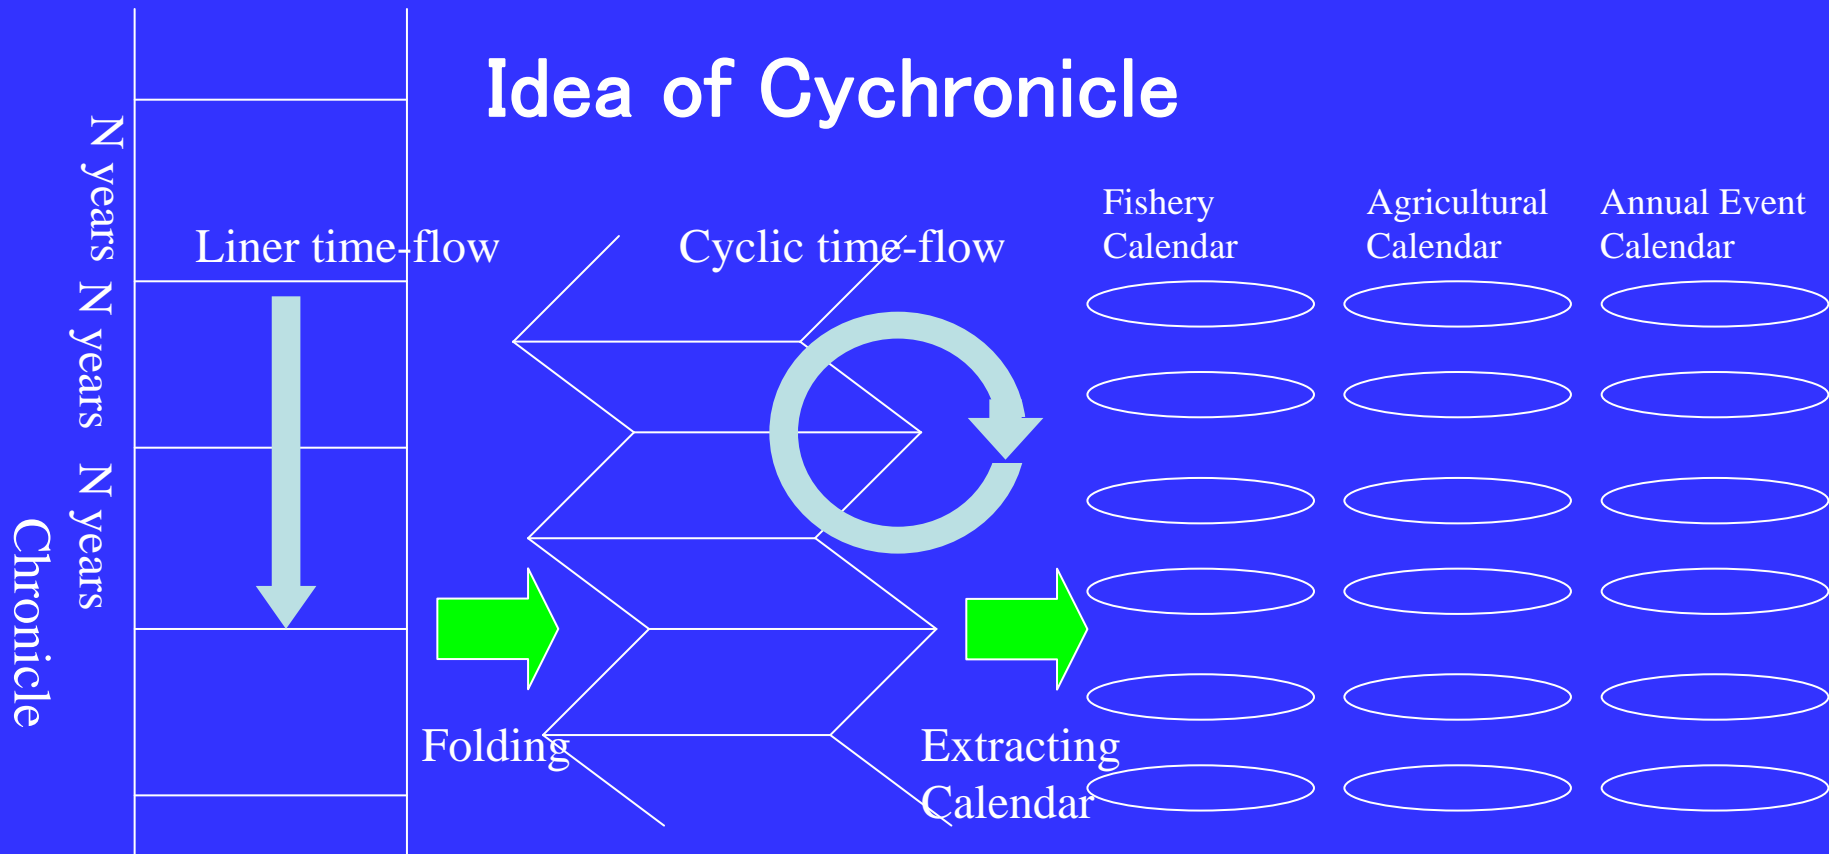 Idea of Cychronicle
N years
N years
N years
Chronicle
Liner time-flow
Cyclic time-flow
Folding
Extracting
Calendar
Fishery
Calendar
Agricultural
Calendar
Annual Event
Calendar